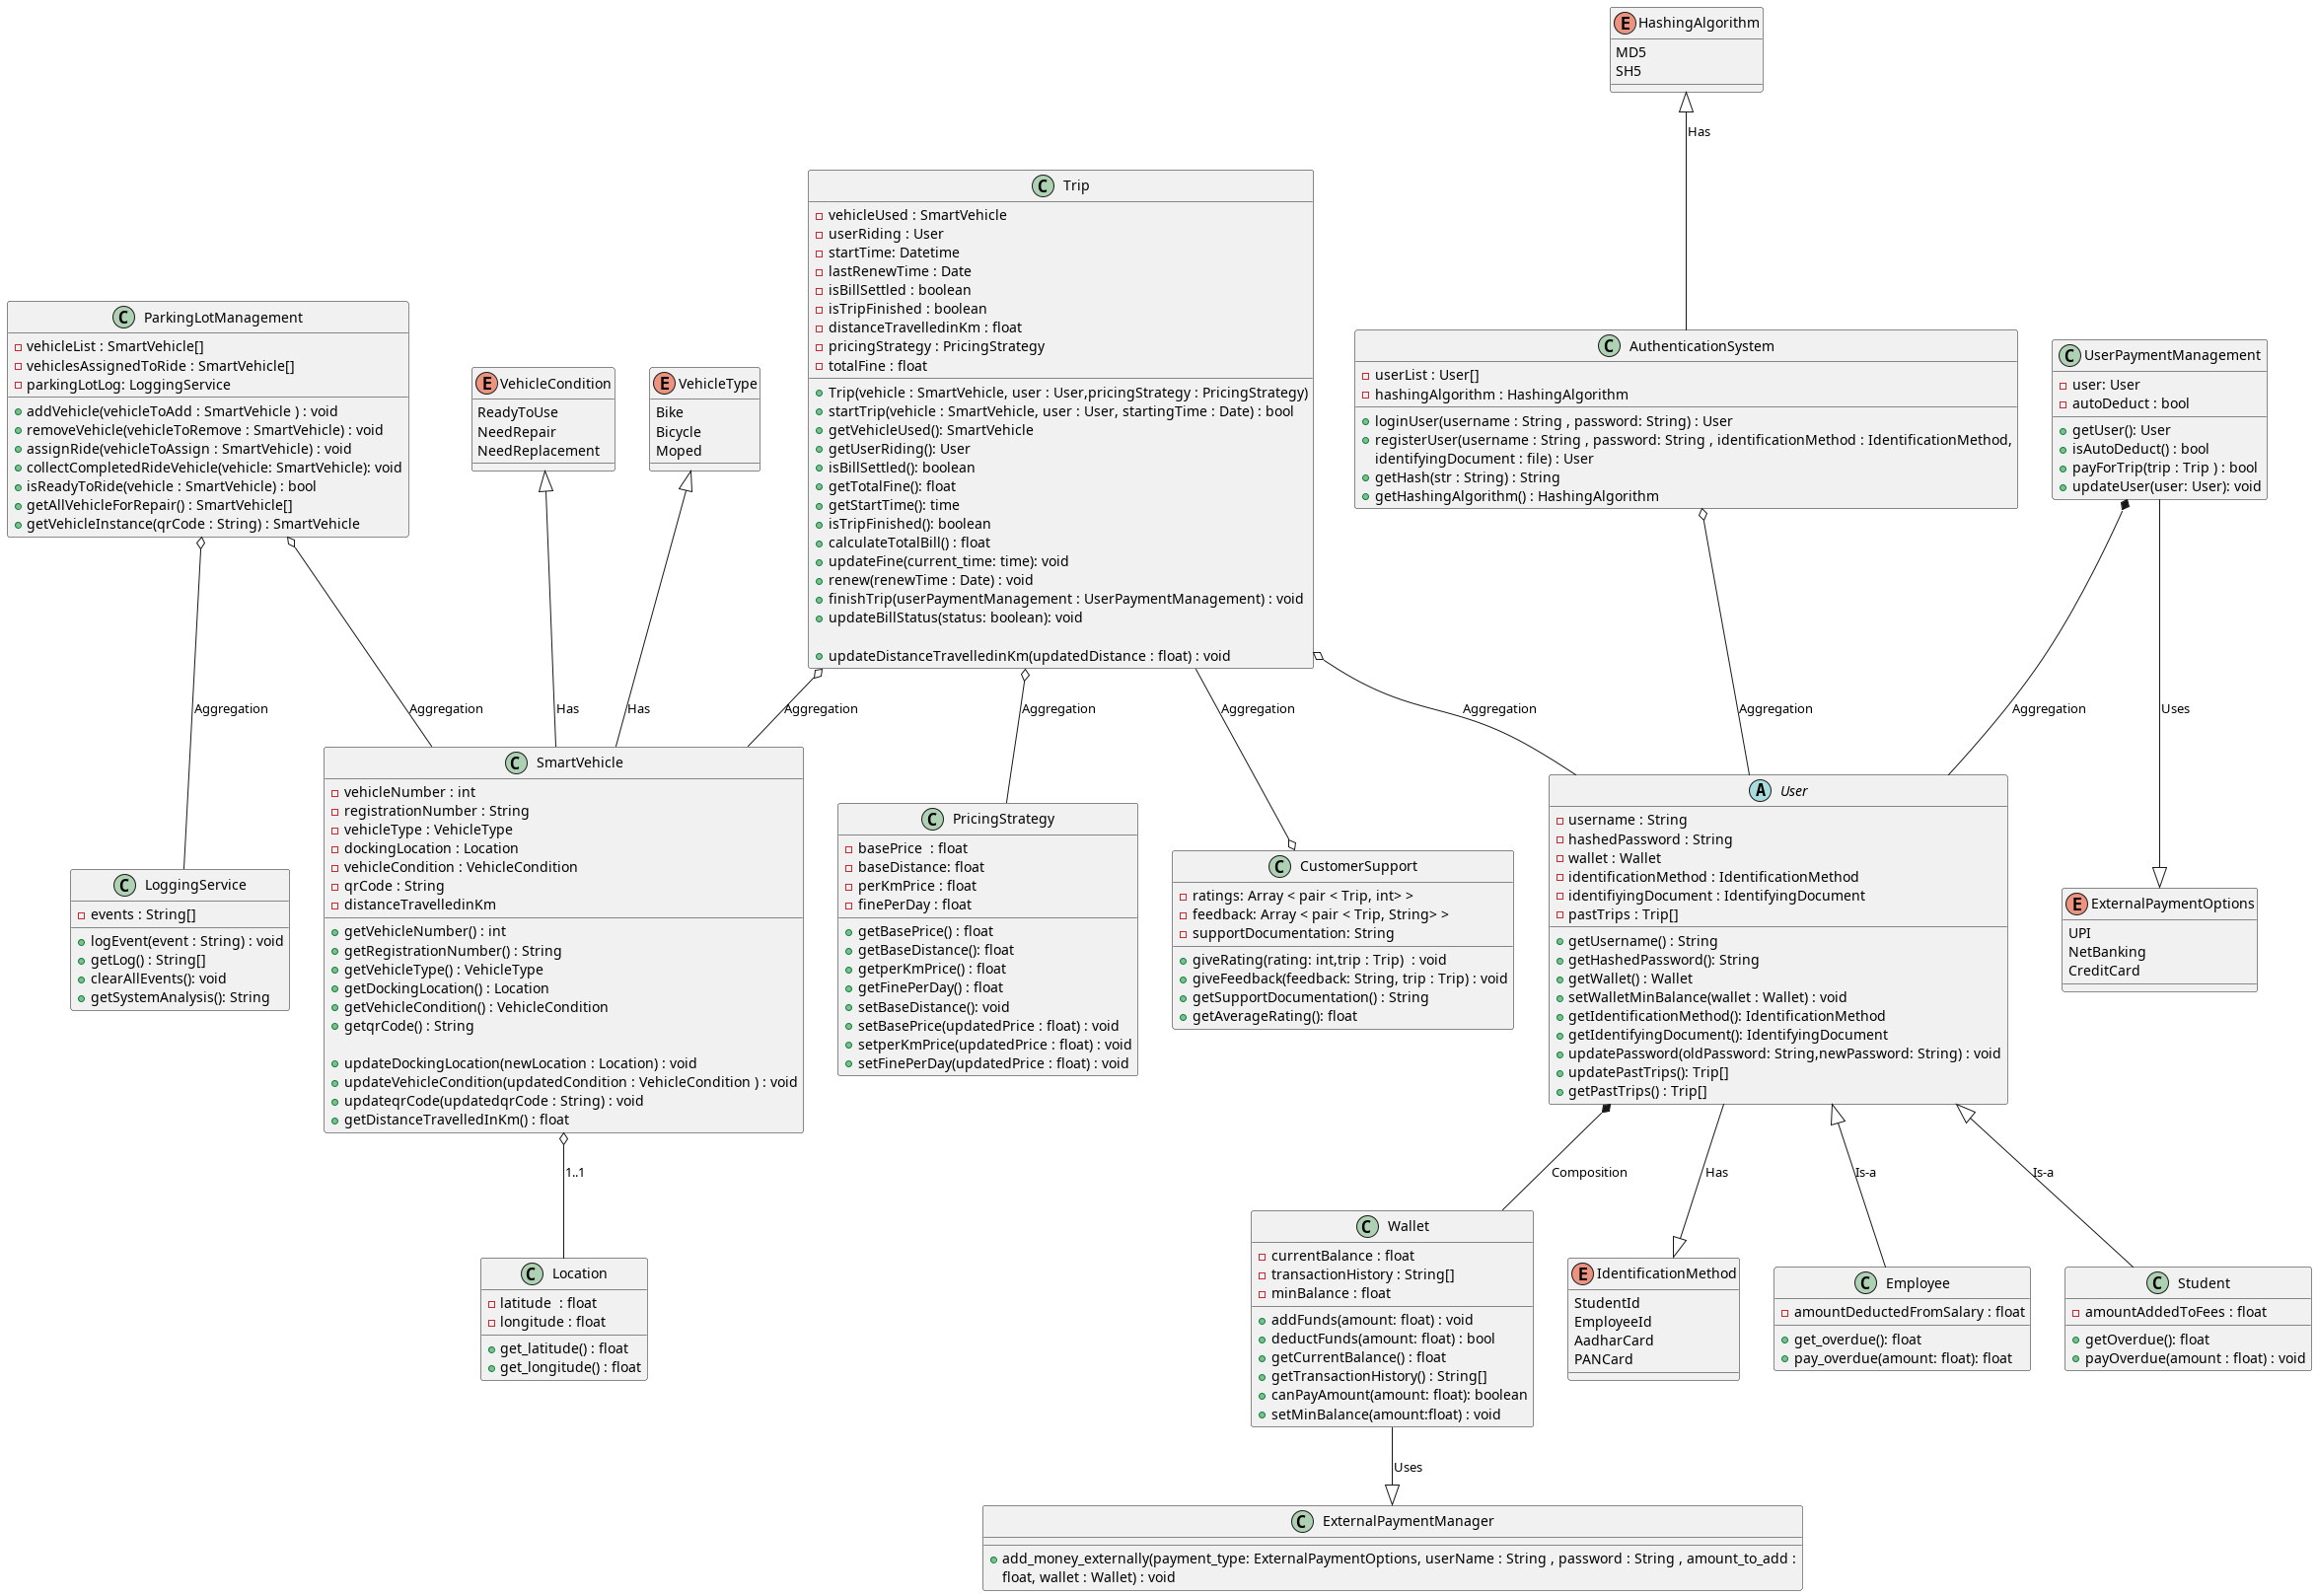 HashingAlgorithm
MD5
SH5
Has
Trip
vehicleUsed : SmartVehicle
userRiding : User
startTime: Datetime
lastRenewTime : Date
isBillSettled : boolean
isTripFinished : boolean
distanceTravelledinKm : float
pricingStrategy : PricingStrategy
totalFine : float
Trip(vehicle : SmartVehicle, user : User,pricingStrategy : PricingStrategy)
startTrip(vehicle : SmartVehicle, user : User, startingTime : Date) : bool
getVehicleUsed(): SmartVehicle
getUserRiding(): User
isBillSettled(): boolean
getTotalFine(): float
getStartTime(): time
isTripFinished(): boolean
calculateTotalBill() : float
updateFine(current_time: time): void
renew(renewTime : Date) : void
finishTrip(userPaymentManagement : UserPaymentManagement) : void
updateBillStatus(status: boolean): void
updateDistanceTravelledinKm(updatedDistance : float) : void
ParkingLotManagement
vehicleList : SmartVehicle[]
vehiclesAssignedToRide : SmartVehicle[]
parkingLotLog: LoggingService
addVehicle(vehicleToAdd : SmartVehicle ) : void
removeVehicle(vehicleToRemove : SmartVehicle) : void
assignRide(vehicleToAssign : SmartVehicle) : void
collectCompletedRideVehicle(vehicle: SmartVehicle): void
isReadyToRide(vehicle : SmartVehicle) : bool
getAllVehicleForRepair() : SmartVehicle[]
getVehicleInstance(qrCode : String) : SmartVehicle
VehicleCondition
ReadyToUse
NeedRepair
NeedReplacement
VehicleType
Bike
Bicycle
Moped
AuthenticationSystem
userList : User[]
hashingAlgorithm : HashingAlgorithm
loginUser(username : String , password: String) : User
registerUser(username : String , password: String , identificationMethod : IdentificationMethod,
identifyingDocument : file) : User
getHash(str : String) : String
getHashingAlgorithm() : HashingAlgorithm
UserPaymentManagement
user: User
autoDeduct : bool
getUser(): User
isAutoDeduct() : bool
payForTrip(trip : Trip ) : bool
updateUser(user: User): void
Aggregation
Aggregation
Has
Has
Aggregation
Aggregation
Aggregation
Aggregation
Aggregation
Aggregation
Uses
SmartVehicle
vehicleNumber : int
registrationNumber : String
vehicleType : VehicleType
dockingLocation : Location
vehicleCondition : VehicleCondition
qrCode : String
distanceTravelledinKm
getVehicleNumber() : int
getRegistrationNumber() : String
getVehicleType() : VehicleType
getDockingLocation() : Location
getVehicleCondition() : VehicleCondition
getqrCode() : String
updateDockingLocation(newLocation : Location) : void
updateVehicleCondition(updatedCondition : VehicleCondition ) : void
updateqrCode(updatedqrCode : String) : void
getDistanceTravelledInKm() : float
LoggingService
events : String[]
logEvent(event : String) : void
getLog() : String[]
clearAllEvents(): void
getSystemAnalysis(): String
PricingStrategy
basePrice  : float
baseDistance: float
perKmPrice : float
finePerDay : float
getBasePrice() : float
getBaseDistance(): float
getperKmPrice() : float
getFinePerDay() : float
setBaseDistance(): void
setBasePrice(updatedPrice : float) : void
setperKmPrice(updatedPrice : float) : void
setFinePerDay(updatedPrice : float) : void
CustomerSupport
ratings: Array < pair < Trip, int> >
feedback: Array < pair < Trip, String> >
supportDocumentation: String
giveRating(rating: int,trip : Trip)  : void
giveFeedback(feedback: String, trip : Trip) : void
getSupportDocumentation() : String
getAverageRating(): float
User
username : String
hashedPassword : String
wallet : Wallet
identificationMethod : IdentificationMethod
identifiyingDocument : IdentifyingDocument
pastTrips : Trip[]
getUsername() : String
getHashedPassword(): String
getWallet() : Wallet
setWalletMinBalance(wallet : Wallet) : void
getIdentificationMethod(): IdentificationMethod
getIdentifyingDocument(): IdentifyingDocument
updatePassword(oldPassword: String,newPassword: String) : void
updatePastTrips(): Trip[]
getPastTrips() : Trip[]
ExternalPaymentOptions
UPI
NetBanking
CreditCard
1..1
Composition
Has
Is-a
Is-a
Location
latitude  : float
longitude : float
get_latitude() : float
get_longitude() : float
Wallet
currentBalance : float
transactionHistory : String[]
minBalance : float
addFunds(amount: float) : void
deductFunds(amount: float) : bool
getCurrentBalance() : float
getTransactionHistory() : String[]
canPayAmount(amount: float): boolean
setMinBalance(amount:float) : void
IdentificationMethod
StudentId
EmployeeId
AadharCard
PANCard
Employee
amountDeductedFromSalary : float
get_overdue(): float
pay_overdue(amount: float): float
Student
amountAddedToFees : float
getOverdue(): float
payOverdue(amount : float) : void
Uses
ExternalPaymentManager
add_money_externally(payment_type: ExternalPaymentOptions, userName : String , password : String , amount_to_add :
float, wallet : Wallet) : void